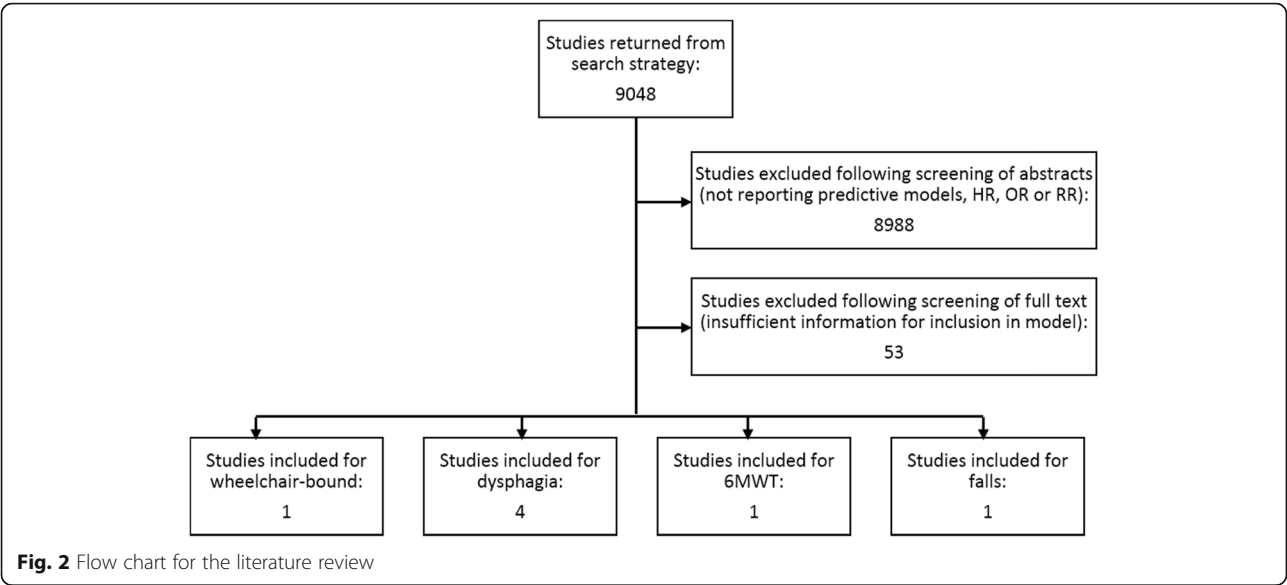 Studies returned from
search strategy:
9048
Studies excluded following screening of abstracts
(not reporting predictive models, HR, OR or RR):
8988
Studies excluded following screening of full text
(insufficient information for inclusion in model):
53
Studies included for
wheelchair-bound:
1
Studies included for
dysphagia:
4
Studies included for
6MWT:
1
Studies included for
falls:
1
Fig. 2 Flow chart for the literature review